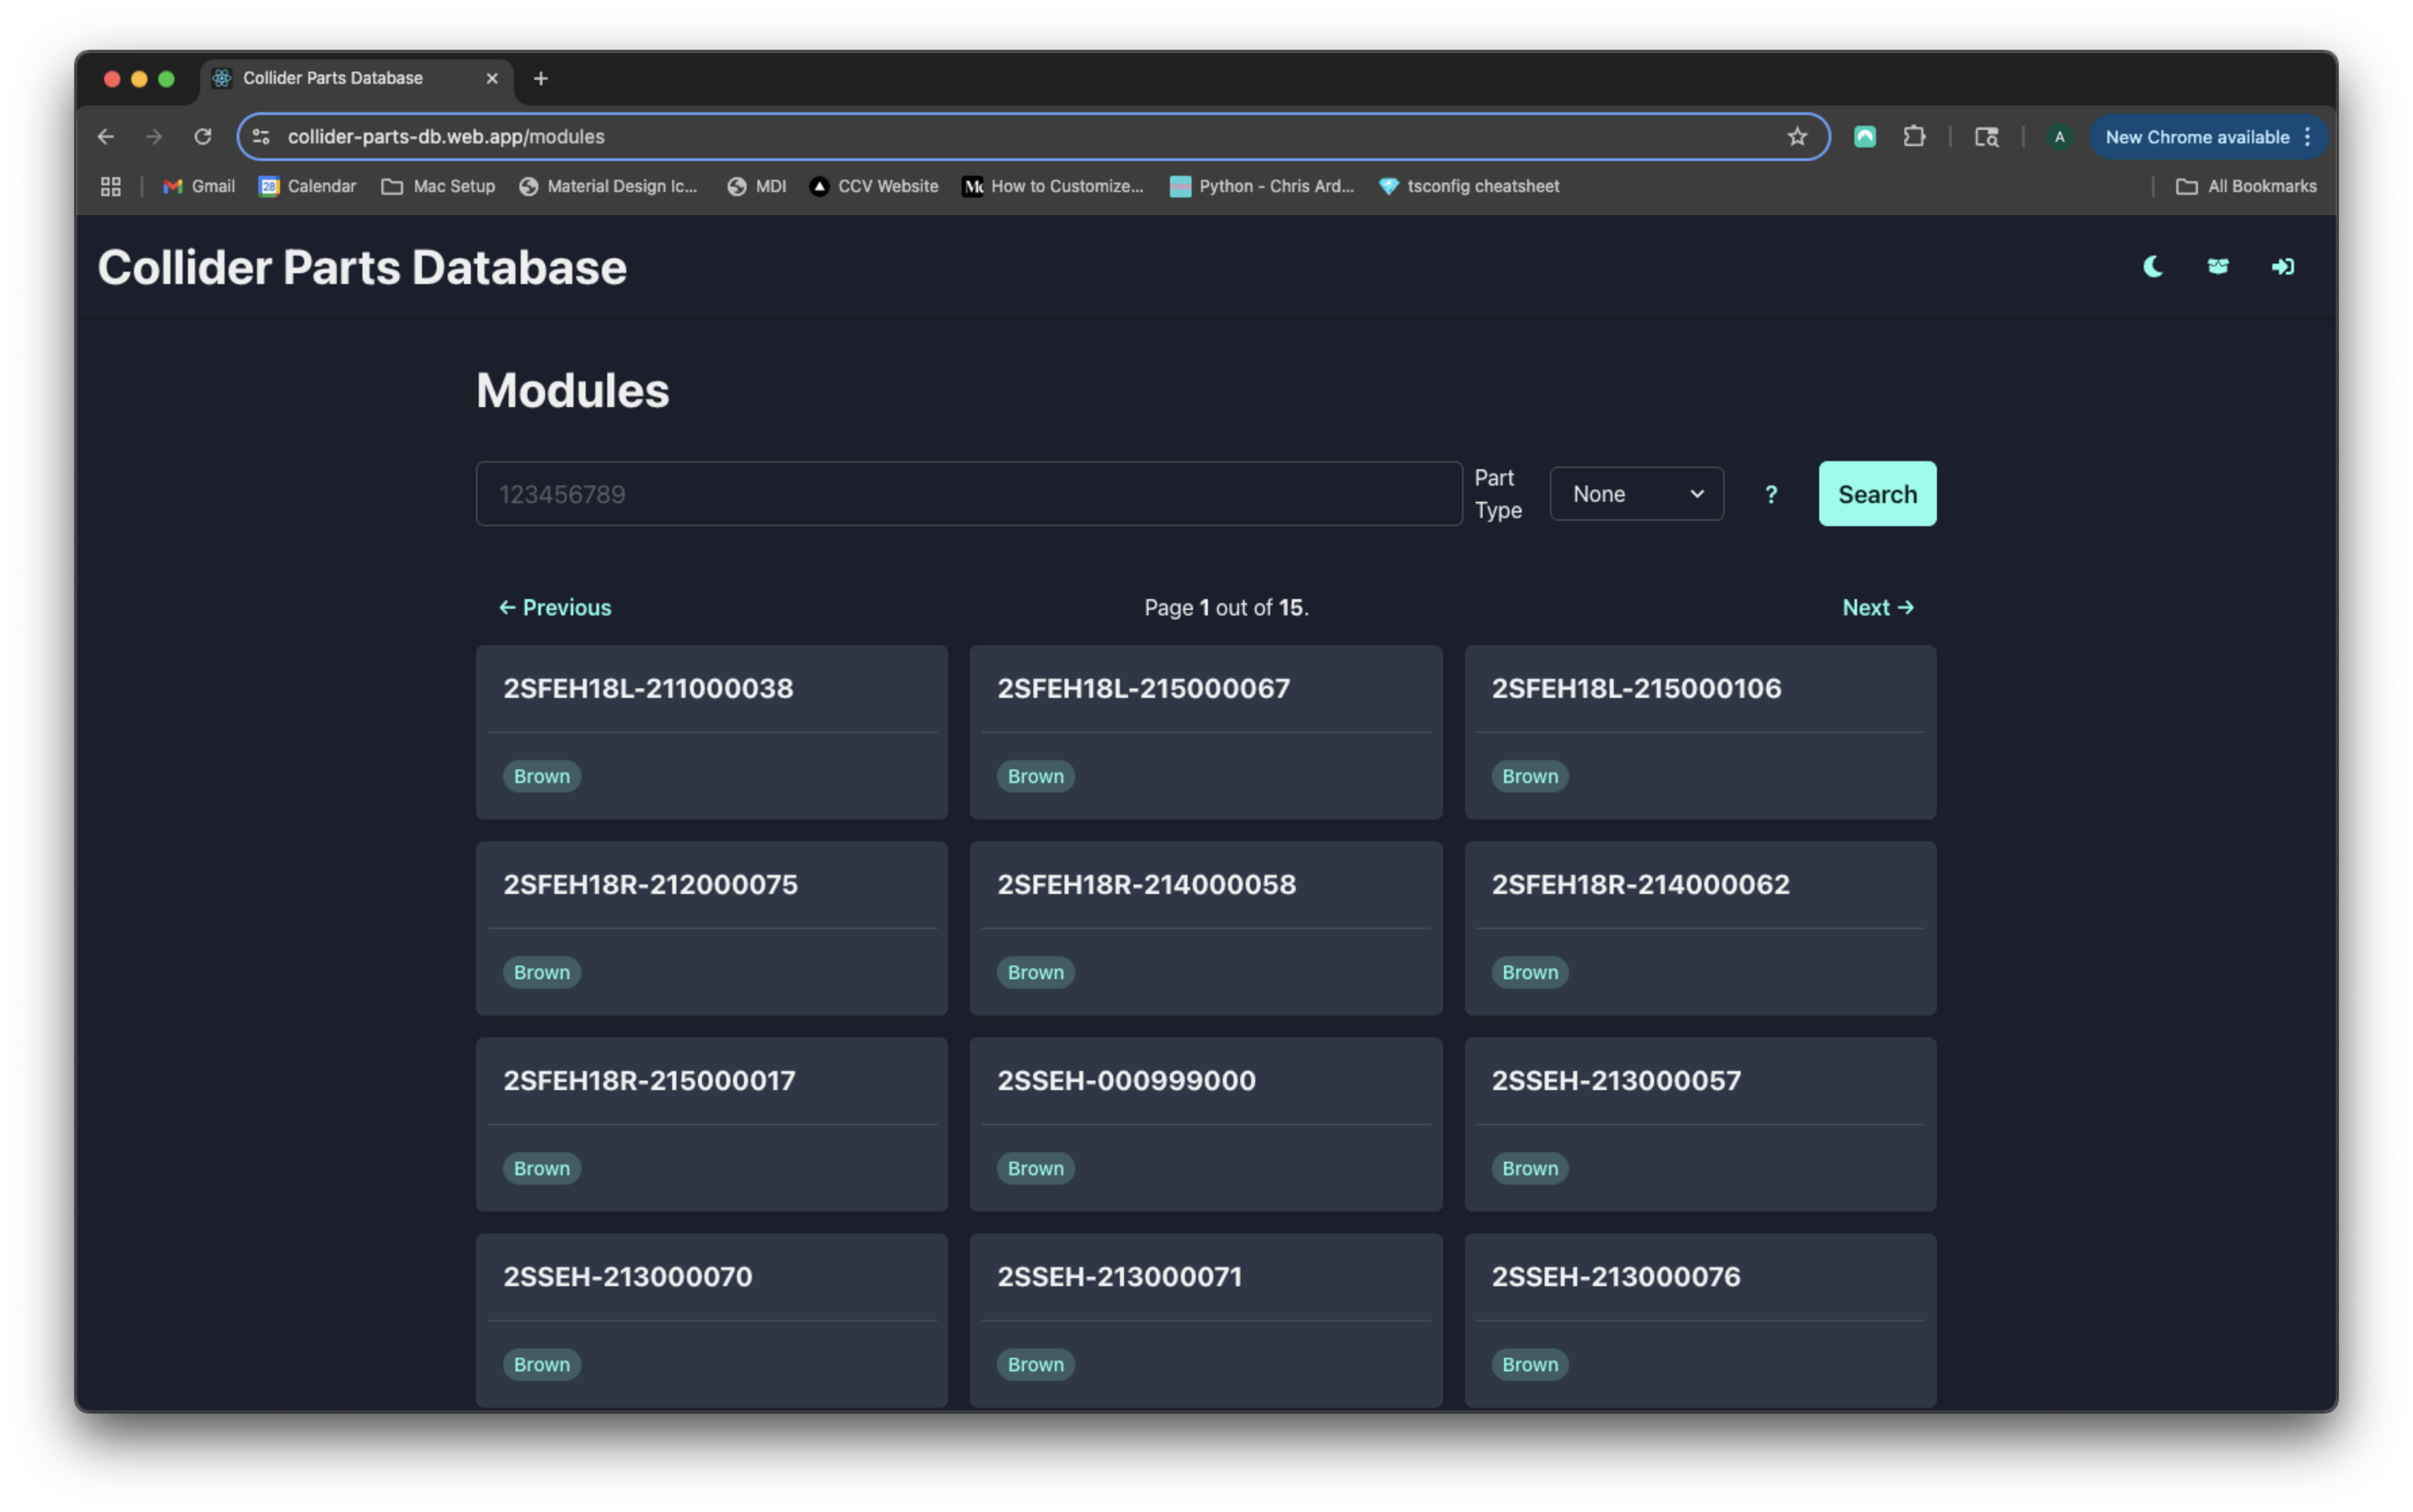 Collider Parts Database
collider-parts-db.web.app/modules
A
New Chrome available
Gmail
28
Calendar
Mac Setup
Material Design Ic...
MDI
CCV Website
How to Customize...
Python - Chris Ard...
tsconfig cheatsheet
All Bookmarks
Collider Parts Database
Modules
123456789
Part
Type
None
?
Search
← Previous
Page 1 out of 15.
Next →
2SFEH18L-211000038
2SFEH18L-215000067
2SFEH18L-215000106
Brown
Brown
Brown
2SFEH18R-212000075
2SFEH18R-214000058
2SFEH18R-214000062
Brown
Brown
Brown
2SFEH18R-215000017
2SSEH-000999000
2SSEH-213000057
Brown
Brown
Brown
2SSEH-213000070
2SSEH-213000071
2SSEH-213000076
Brown
Brown
Brown